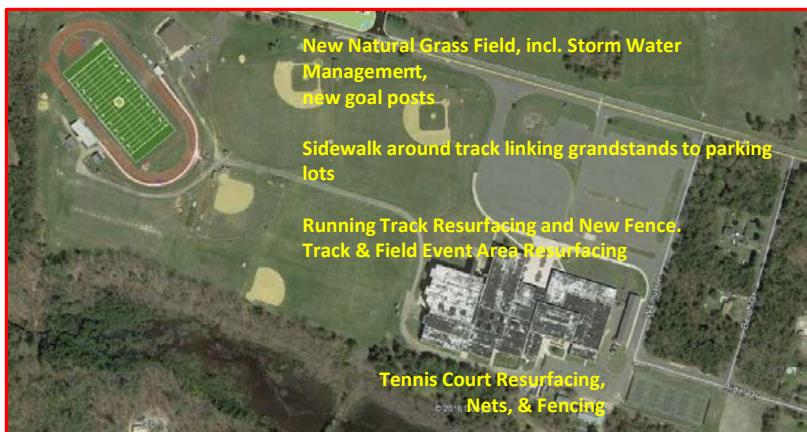 New Natural Grass Field, incl. Storm Water
Management,
new goal posts
Sidewalk around track linking grandstands to parking
lots
Running Track Resurfacing and New Fence.
Track & Field Event Area Resurfacing
Tennis Court Resurfacing,
Nets, & Fencing
© 2016